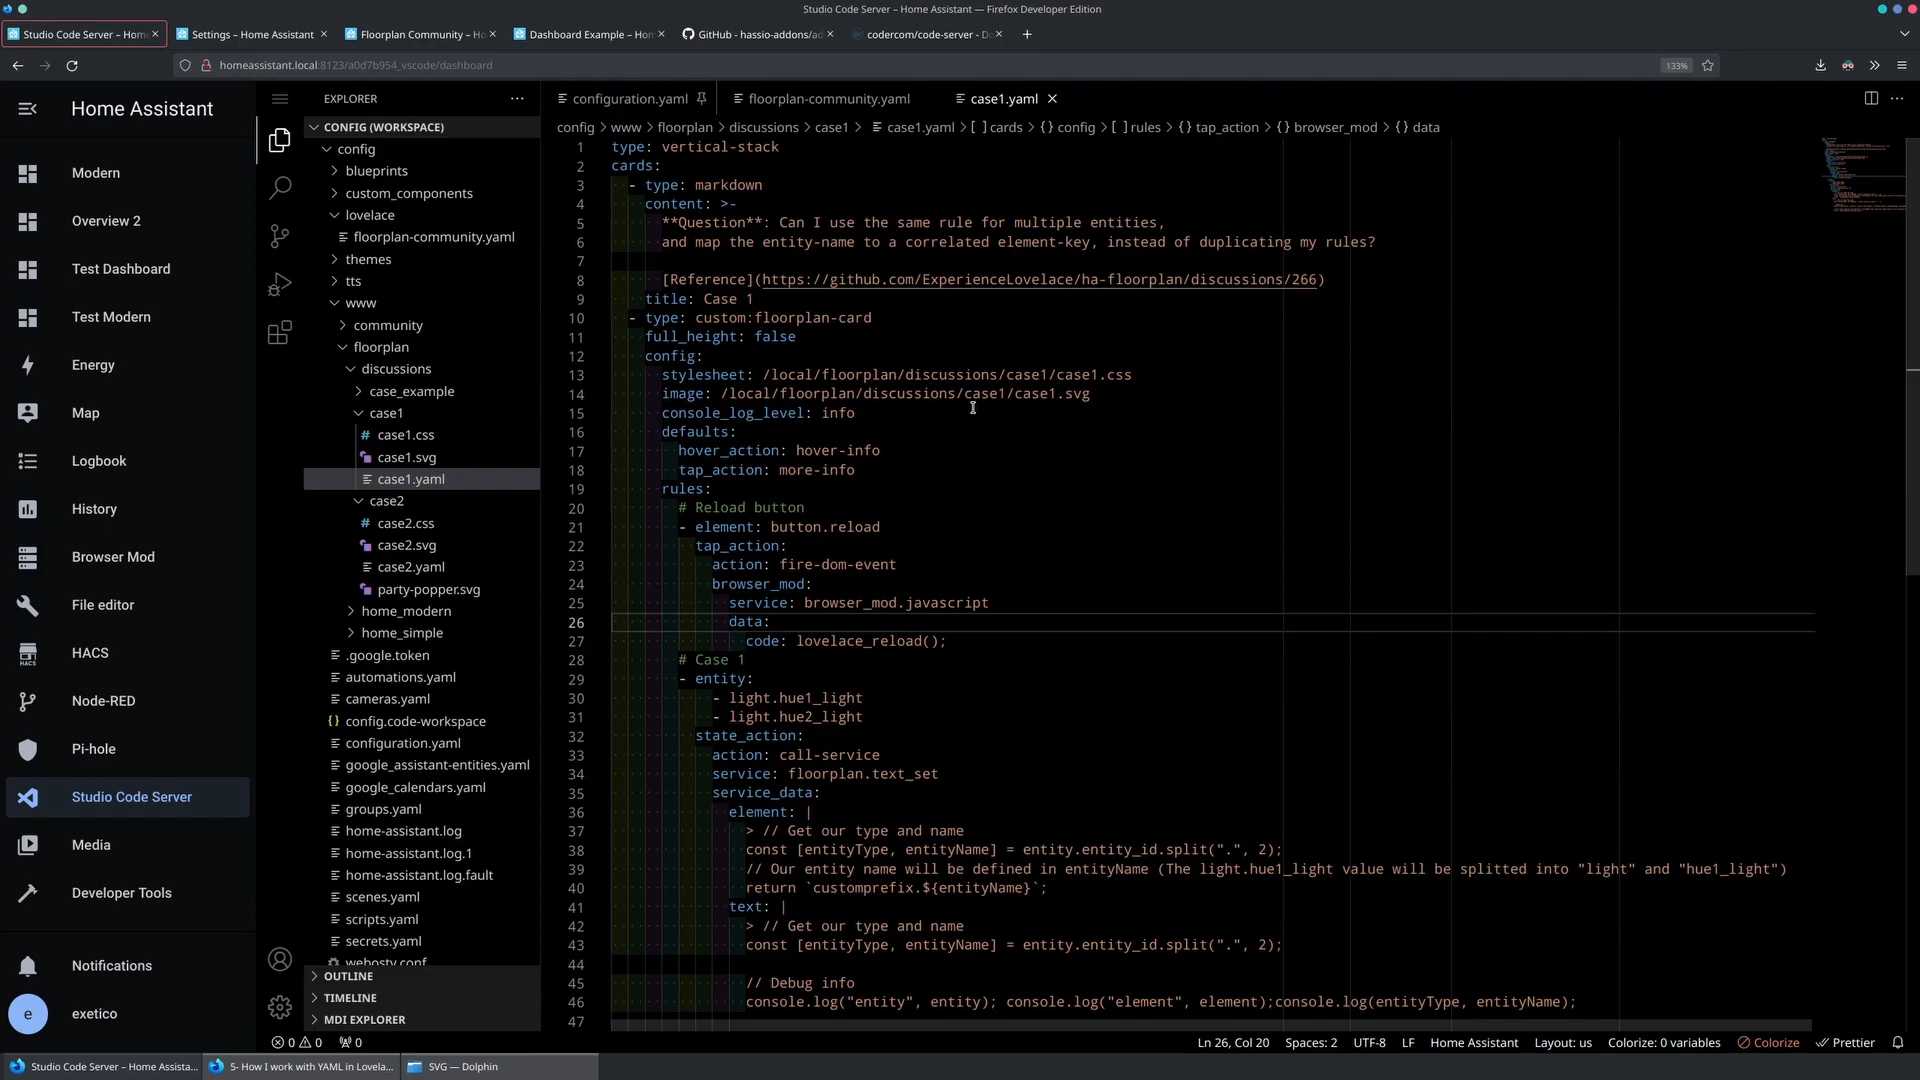 Studio Code Server – Home Assistant — Firefox Developer Edition
Studio Code Server – Home
Settings – Home Assistant
Floorplan Community – Ho
Dashboard Example – Hom
GitHub - hassio-addons/ad
codercom/code-server - Do
homeassistant.local:8123/a0d7b954_vscode/dashboard
133%
Home Assistant
Modern
Overview 2
Test Dashboard
Test Modern
Energy
Map
Logbook
History
Browser Mod
File editor
HACS
Node-RED
Pi-hole
Studio Code Server
Media
Developer Tools
Notifications
e
exetico
EXPLORER
CONFIG (WORKSPACE)
config
blueprints
custom_components
lovelace
floorplan-community.yaml
themes
tts
www
community
floorplan
discussions
case_example
case1
# case1.css
case1.svg
case1.yaml
case2
# case2.css
case2.svg
case2.yaml
party-popper.svg
home_modern
home_simple
.google.token
automations.yaml
cameras.yaml
{} config.code-workspace
configuration.yaml
google_assistant-entities.yaml
google_calendars.yaml
groups.yaml
home-assistant.log
home-assistant.log.1
home-assistant.log.fault
scenes.yaml
scripts.yaml
secrets.yaml
webostv.conf
OUTLINE
TIMELINE
MDI EXPLORER
configuration.yaml
floorplan-community.yaml
case1.yaml
config > www > floorplan > discussions > case1 > case1.yaml > [ ] cards > {} config > [ ] rules > {} tap_action > {} browser_mod > {} data
1 type: vertical-stack
2 cards:
3 - type: markdown
4 content: >-
5 **Question**: Can I use the same rule for multiple entities,
6 and map the entity-name to a correlated element-key, instead of duplicating my rules?
7
8 [Reference](https://github.com/ExperienceLovelace/ha-floorplan/discussions/266)
9 title: Case 1
10 - type: custom:floorplan-card
11 full_height: false
12 config:
13 stylesheet: /local/floorplan/discussions/case1/case1.css
14 image: /local/floorplan/discussions/case1/case1.svg
15 console_log_level: info
16 defaults:
17 hover_action: hover-info
18 tap_action: more-info
19 rules:
20 # Reload button
21 - element: button.reload
22 tap_action:
23 action: fire-dom-event
24 browser_mod:
25 service: browser_mod.javascript
26 data:
27 code: lovelace_reload();
28 # Case 1
29 - entity:
30 - light.hue1_light
31 - light.hue2_light
32 state_action:
33 action: call-service
34 service: floorplan.text_set
35 service_data:
36 element: |
37 > // Get our type and name
38 const [entityType, entityName] = entity.entity_id.split(".", 2);
39 // Our entity name will be defined in entityName (The light.hue1_light value will be splitted into "light" and "hue1_light")
40 return `customprefix.${entityName}`;
41 text: |
42 > // Get our type and name
43 const [entityType, entityName] = entity.entity_id.split(".", 2);
44
45 // Debug info
46 console.log("entity", entity); console.log("element", element);console.log(entityType, entityName);
47
0 0 0
Ln 26, Col 20 Spaces: 2 UTF-8 LF Home Assistant Layout: us Colorize: 0 variables Colorize Prettier
Studio Code Server – Home Assista...
5- How I work with YAML in Lovela...
SVG — Dolphin